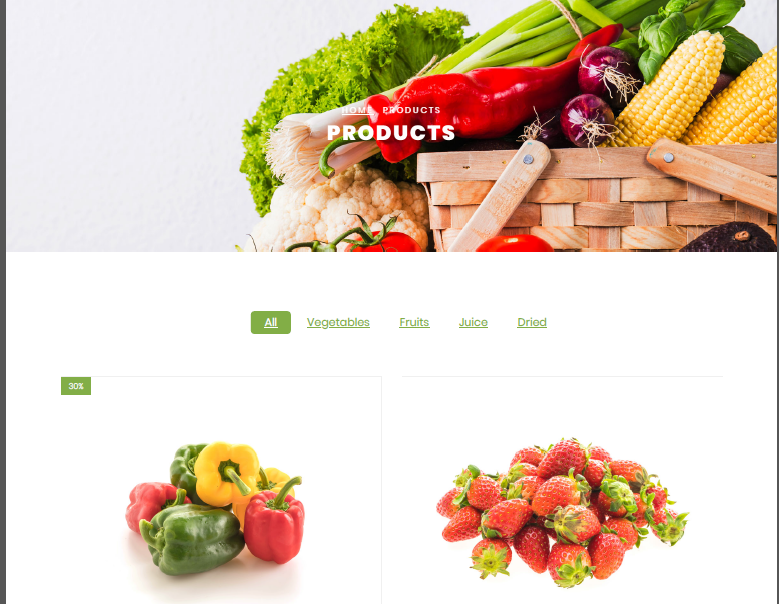 HOME PRODUCTS
PRODUCTS
All Vegetables Fruits Juice Dried
30%